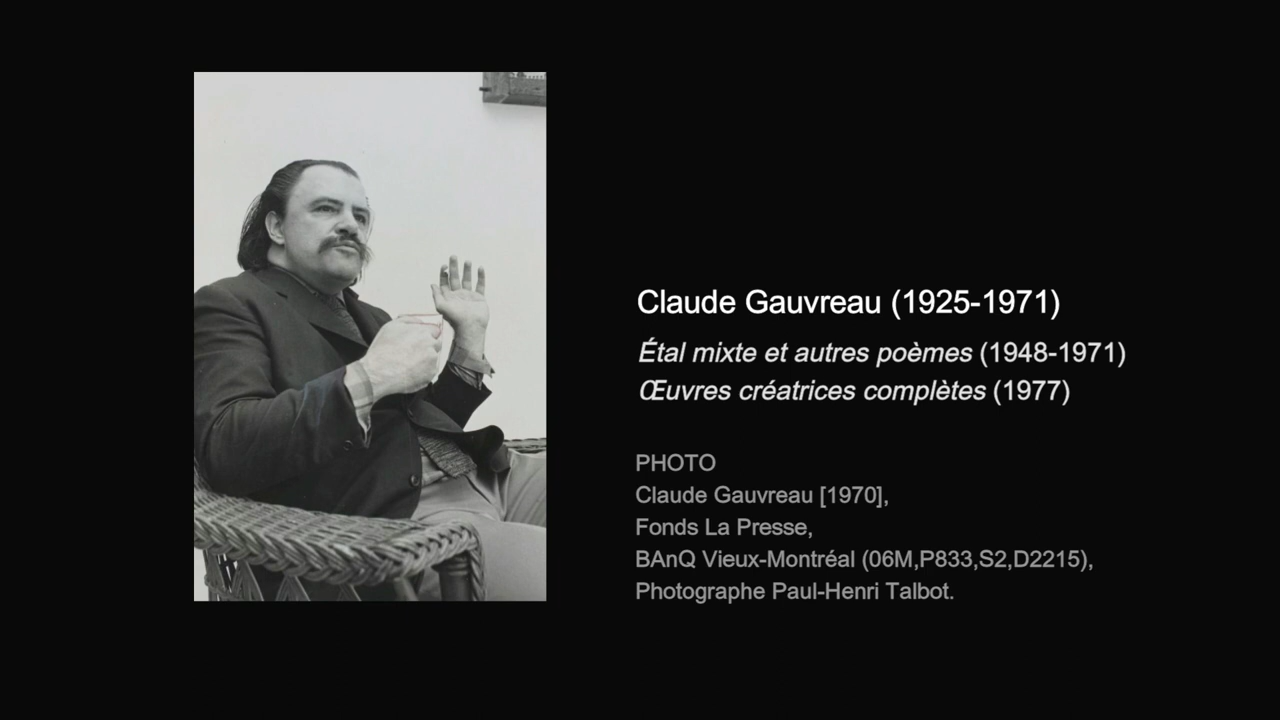 Claude Gauvreau (1925-1971)
Étal mixte et autres poèmes (1948-1971)
Œuvres créatrices complètes (1977)
PHOTO
Claude Gauvreau [1970],
Fonds La Presse,
BAnQ Vieux-Montréal (06M,P833,S2,D2215),
Photographe Paul-Henri Talbot.